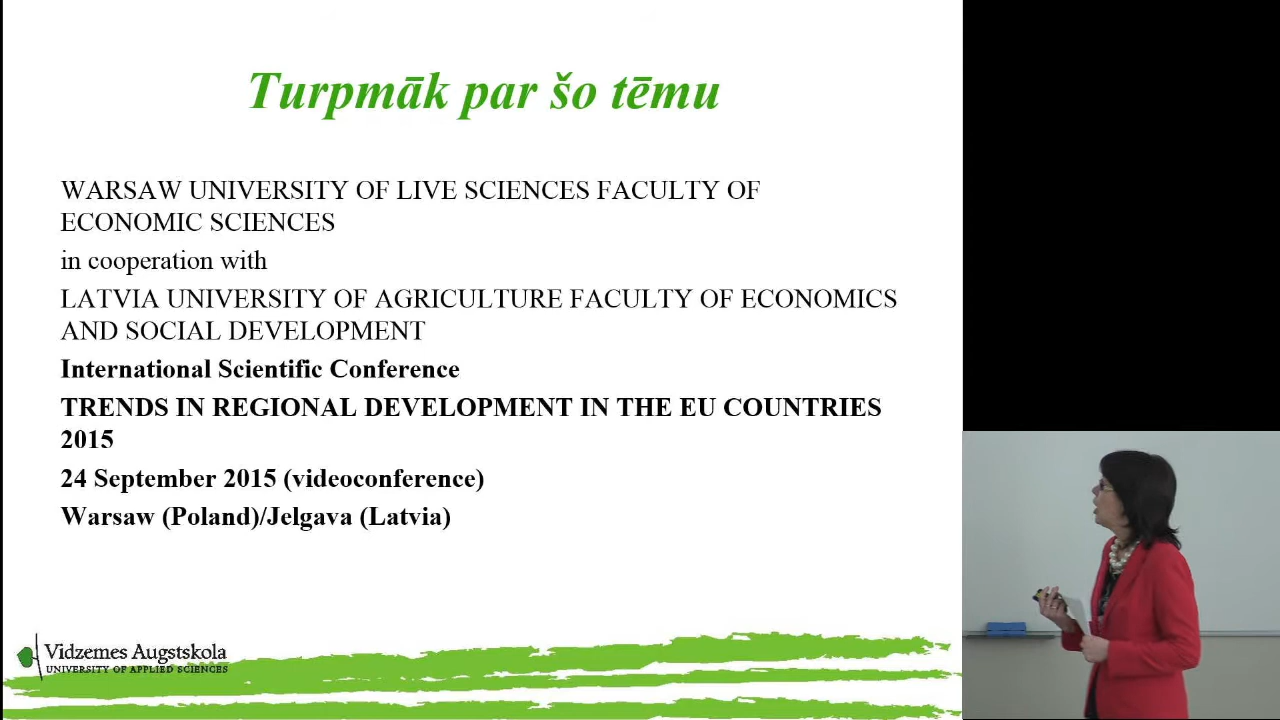 Turpmāk par šo tēmu
WARSAW UNIVERSITY OF LIVE SCIENCES FACULTY OF
ECONOMIC SCIENCES
in cooperation with
LATVIA UNIVERSITY OF AGRICULTURE FACULTY OF ECONOMICS
AND SOCIAL DEVELOPMENT
International Scientific Conference
TRENDS IN REGIONAL DEVELOPMENT IN THE EU COUNTRIES
2015
24 September 2015 (videoconference)
Warsaw (Poland)/Jelgava (Latvia)
Vidzemes Augstskola
UNIVERSITY OF APPLIED SCIENCES